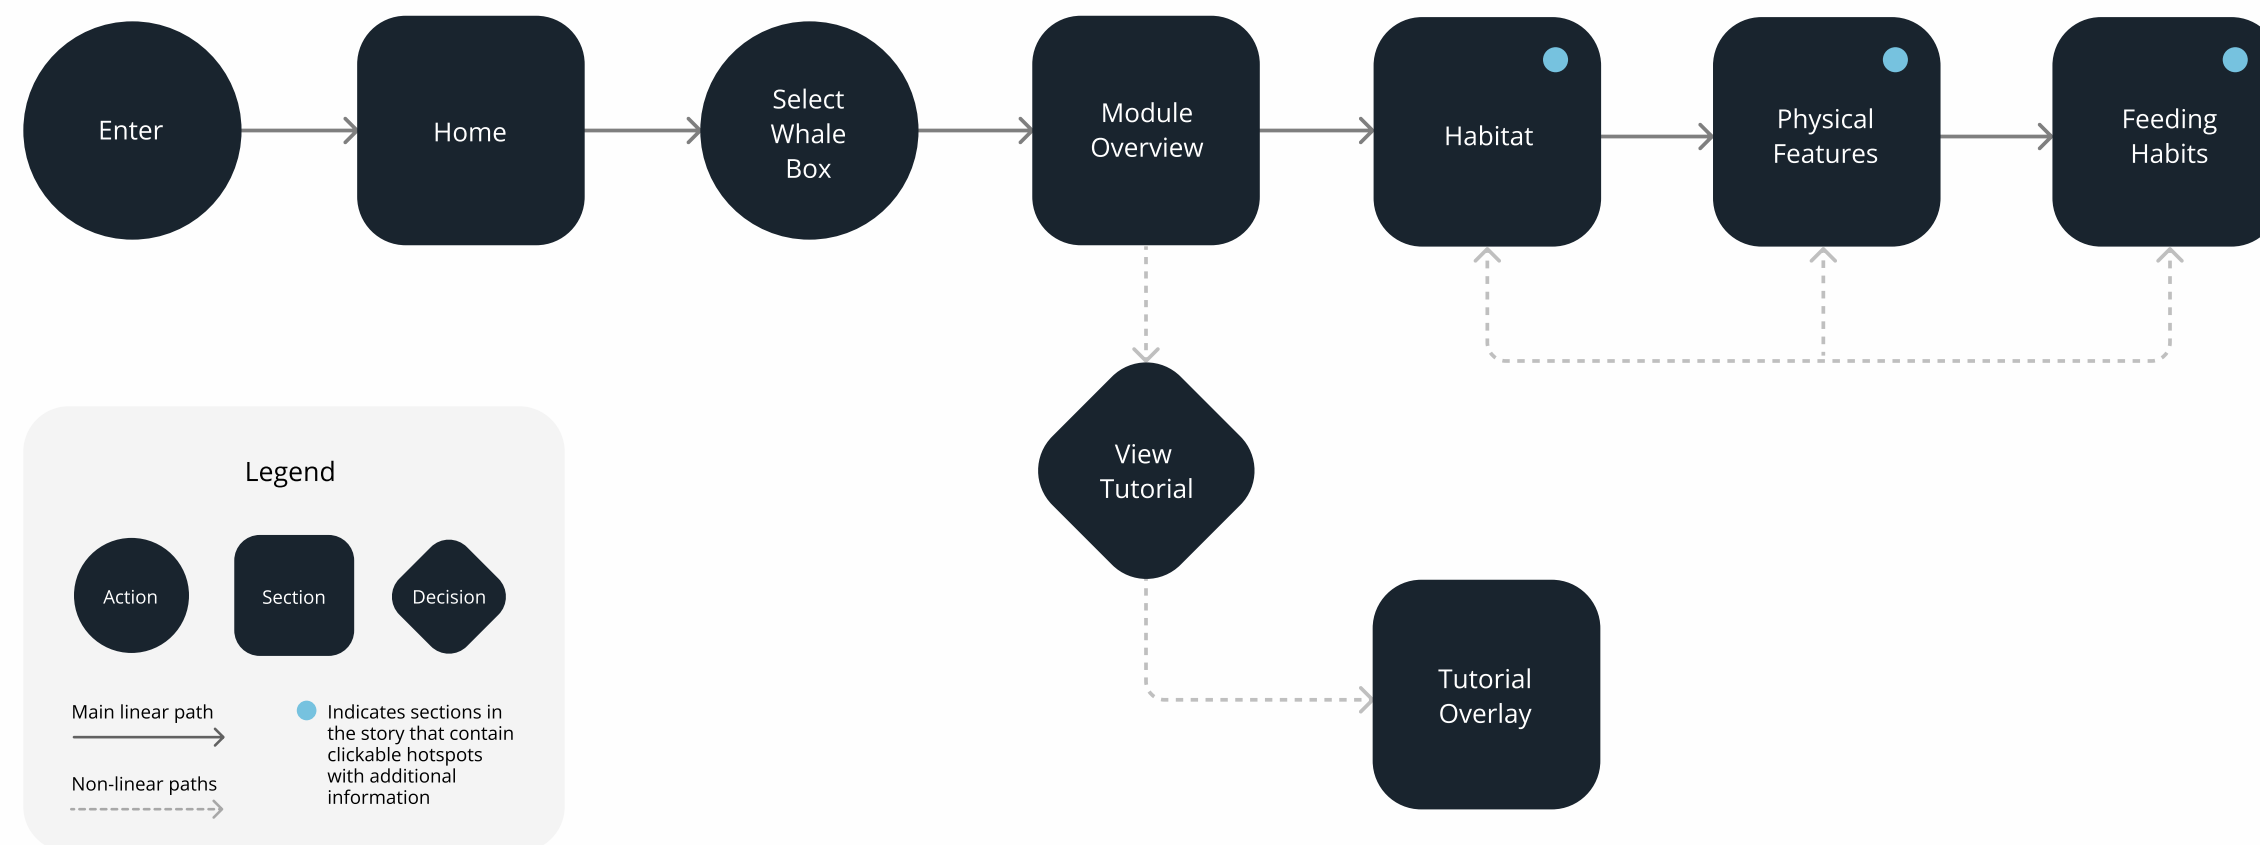 Enter
Home
Select
Whale
Box
Module
Overview
Habitat
Physical
Features
Feeding
Habits
View
Tutorial
Tutorial
Overlay
Legend
Action
Section
Decision
Main linear path
Non-linear paths
Indicates sections in
the story that contain
clickable hotspots
with additional
information